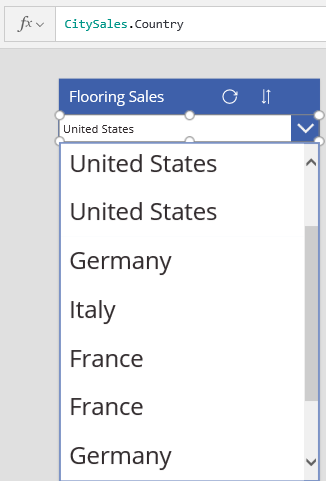 fx
CitySales.Country
Flooring Sales
United States
United States
United States
Germany
Italy
France
France
Germany